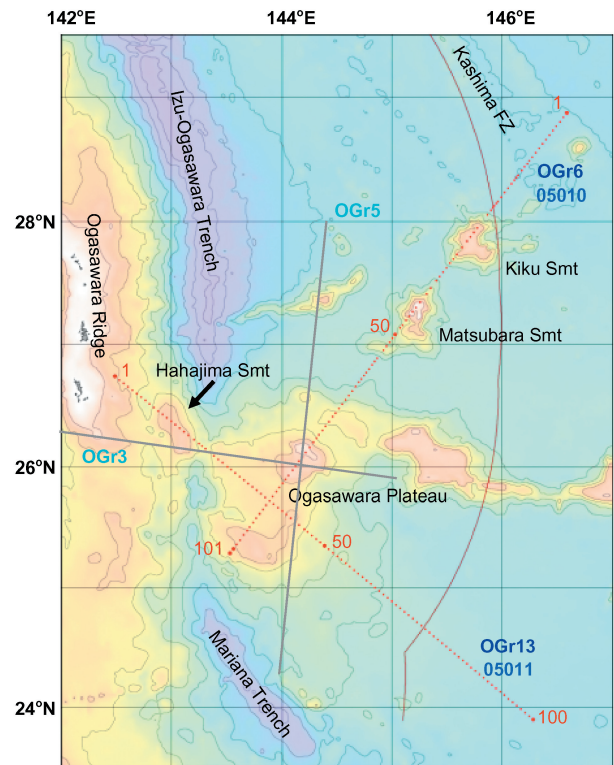 142°E
144°E
146°E
Kashima FZ
1
Izu-Ogasawara Trench
OGr6
05010
28°N
OGr5
Ogasawara Ridge
Kiku Smt
50
Matsubara Smt
Hahajima Smt
1
OGr3
26°N
Ogasawara Plateau
101
50
Mariana Trench
OGr13
05011
24°N
100